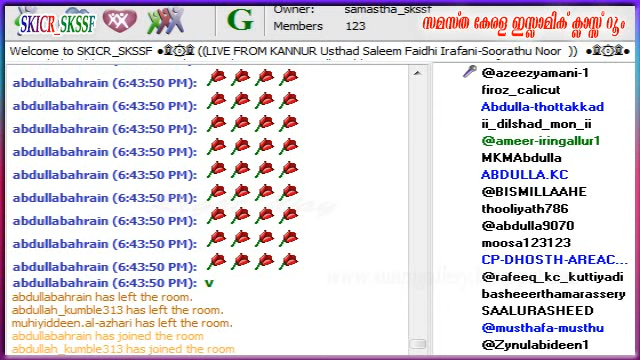 SKICR_SKSSF
G
Owner: samastha_skssf
Members 123
സമസ്ത കേരള ഇസ്ലാമിക് ക്ലാസ്സ് റൂം
Welcome to SKICR_SKSSF ●۩۞۩ ((LIVE FROM KANNUR Usthad Saleem Faidhi Irafani-Soorathu Noor )) ●۩۞۩●
abdullabahrain (6:43:50 PM):
abdullabahrain (6:43:50 PM):
abdullabahrain (6:43:50 PM):
abdullabahrain (6:43:50 PM):
abdullabahrain (6:43:50 PM):
abdullabahrain (6:43:50 PM):
abdullabahrain (6:43:50 PM):
abdullabahrain (6:43:50 PM):
abdullabahrain (6:43:50 PM):
abdullabahrain (6:43:50 PM): v
abdullabahrain has left the room.
abdullah_kumble313 has left the room.
muhiyiddeen.al-azhari has left the room.
abdullabahrain has joined the room
abdullah_kumble313 has joined the room
@azeezyamani-1
firoz_calicut
Abdulla-thottakkad
ii_dilshad_mon_ii
@ameer-iringallur1
MKMAbdulla
ABDULLA.KC
@BISMILLAAHE
thooliyath786
@abdulla9070
moosa123123
CP-DHOSTH-AREAC...
@rafeeq_kc_kuttiyadi
basheeerthamarassery
SAALURASHEED
@musthafa-musthu
@Zynulabideen1